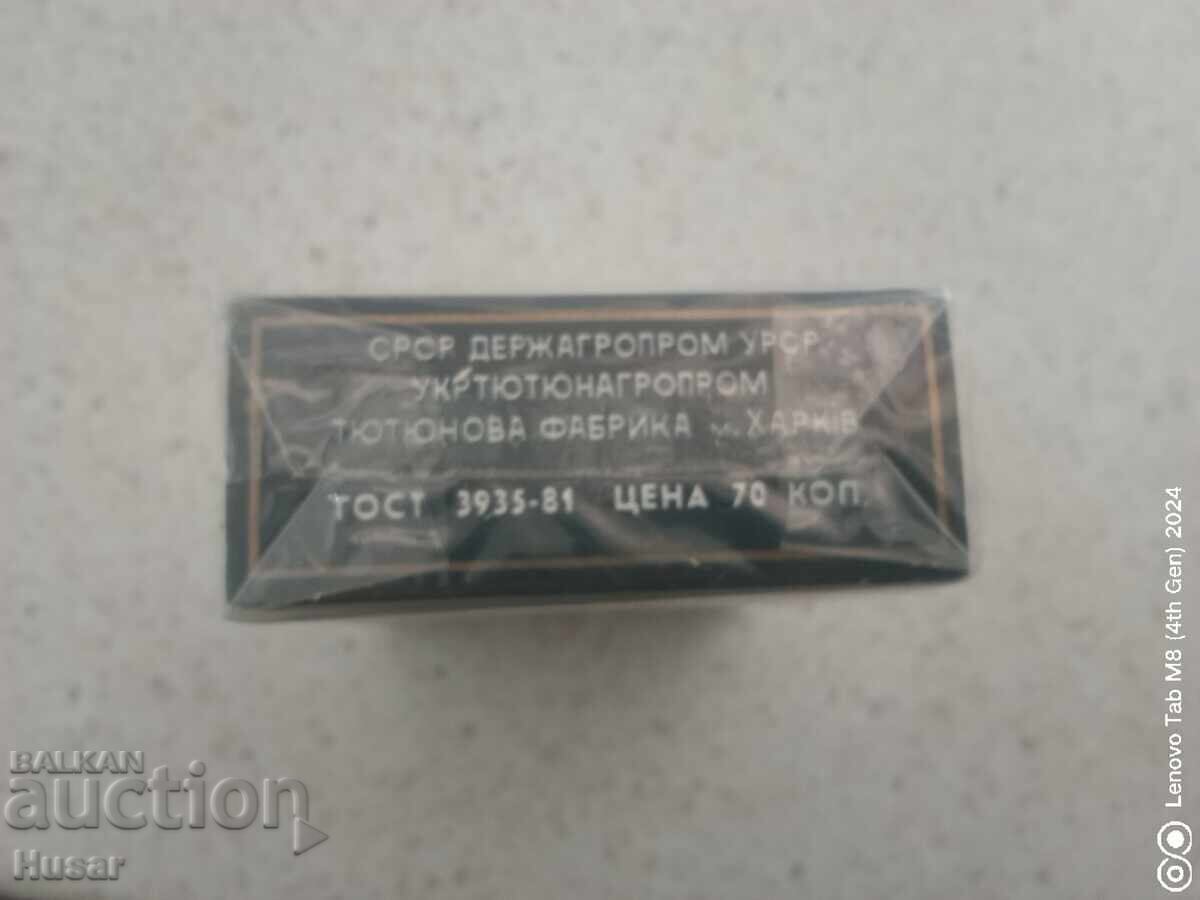 СРСР ДЕРЖАГРОПРОМ УРСР
УКРТЮТЮНАГРОПРОМ
ТЮТЮНОВА ФАБРИКА м. ХАРКІВ
ГОСТ 3935-81 ЦЕНА 70 КОП.
BALKAN
auction
Husar
Lenovo Tab M8 (4th Gen) 2024